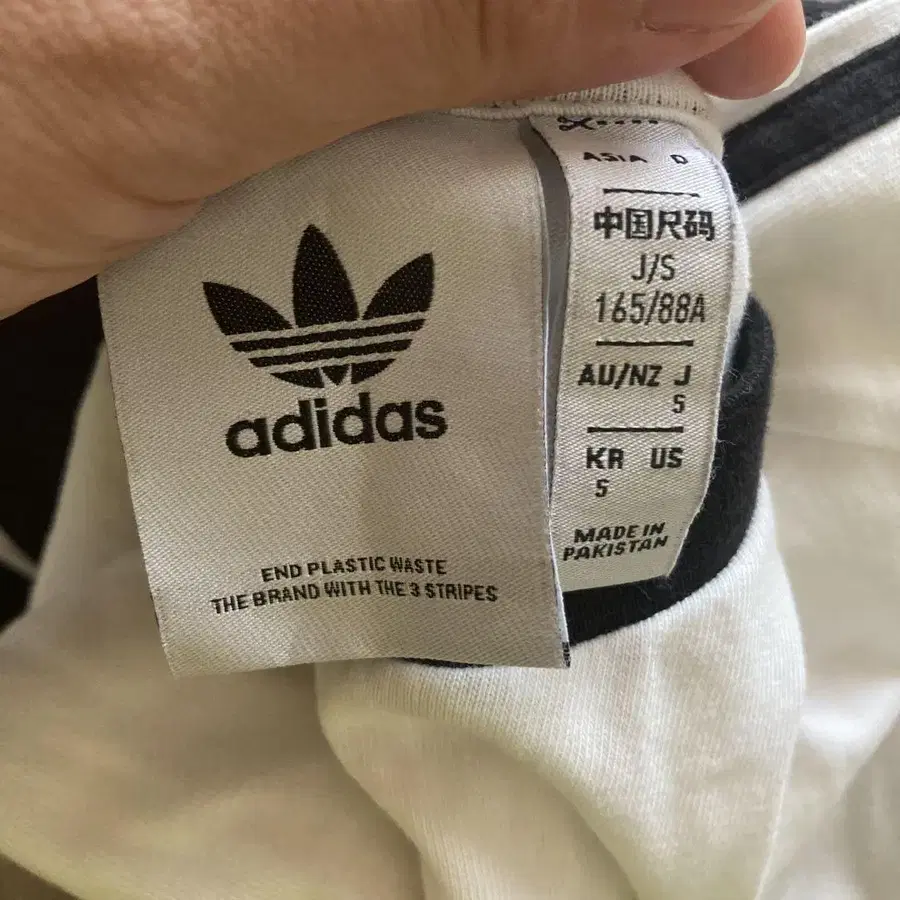 adidas
END PLASTIC WASTE
THE BRAND WITH THE 3 STRIPES
ASIA D
中国尺码
J/S
165/88A
AU/NZ J
S
KR US
S
MADE IN
PAKISTAN